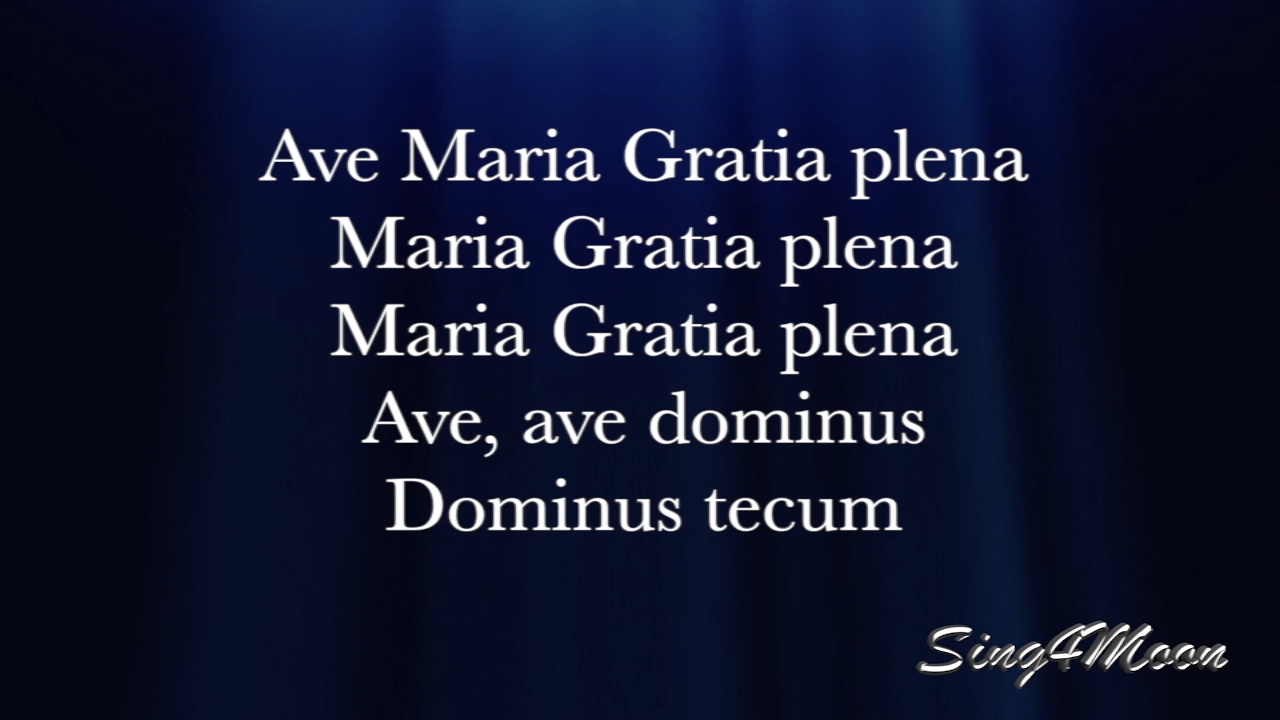 Ave Maria Gratia plena
Maria Gratia plena
Maria Gratia plena
Ave, ave dominus
Dominus tecum
Sing4Moon